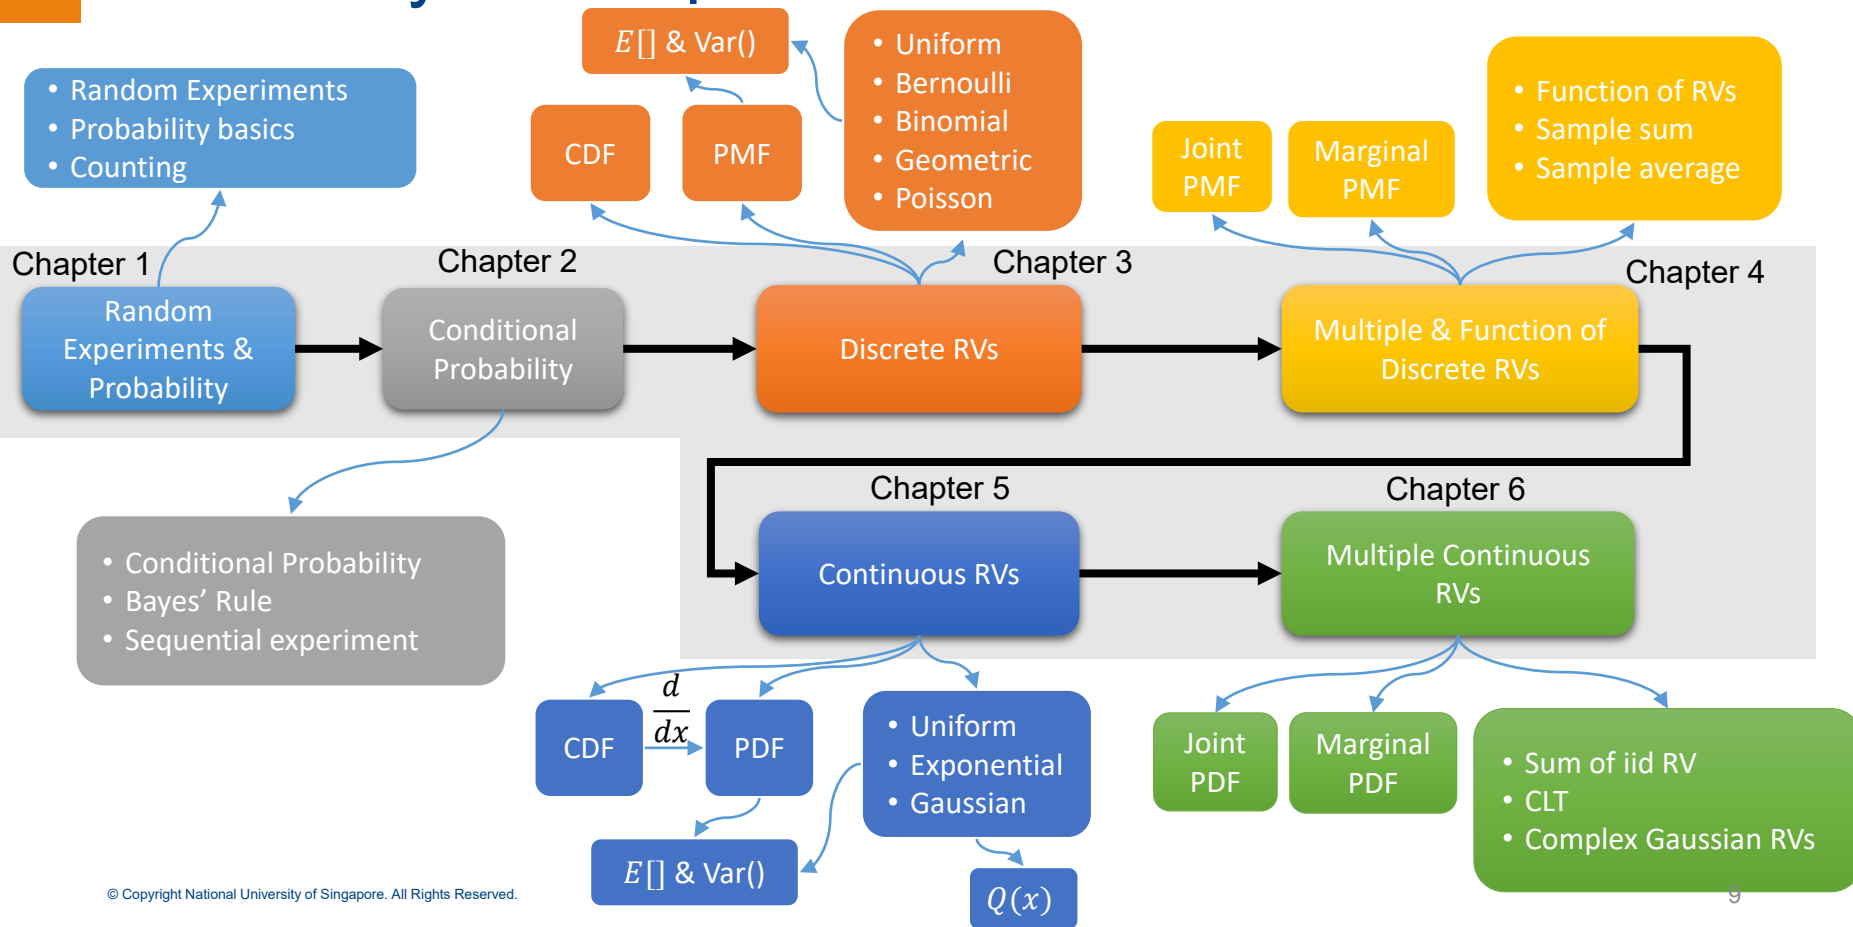 E[] & Var()
• Uniform
• Bernoulli
• Binomial
• Geometric
• Poisson
• Random Experiments
• Probability basics
• Counting
CDF
PMF
Joint
PMF
Marginal
PMF
• Function of RVs
• Sample sum
• Sample average
Chapter 1
Chapter 2
Chapter 3
Chapter 4
Random
Experiments &
Probability
Conditional
Probability
Discrete RVs
Multiple & Function of
Discrete RVs
Chapter 5
Chapter 6
Continuous RVs
Multiple Continuous
RVs
• Conditional Probability
• Bayes’ Rule
• Sequential experiment
CDF
d
dx
PDF
• Uniform
• Exponential
• Gaussian
E[] & Var()
Q(x)
Joint
PDF
Marginal
PDF
• Sum of iid RV
• CLT
• Complex Gaussian RVs
© Copyright National University of Singapore. All Rights Reserved.
9